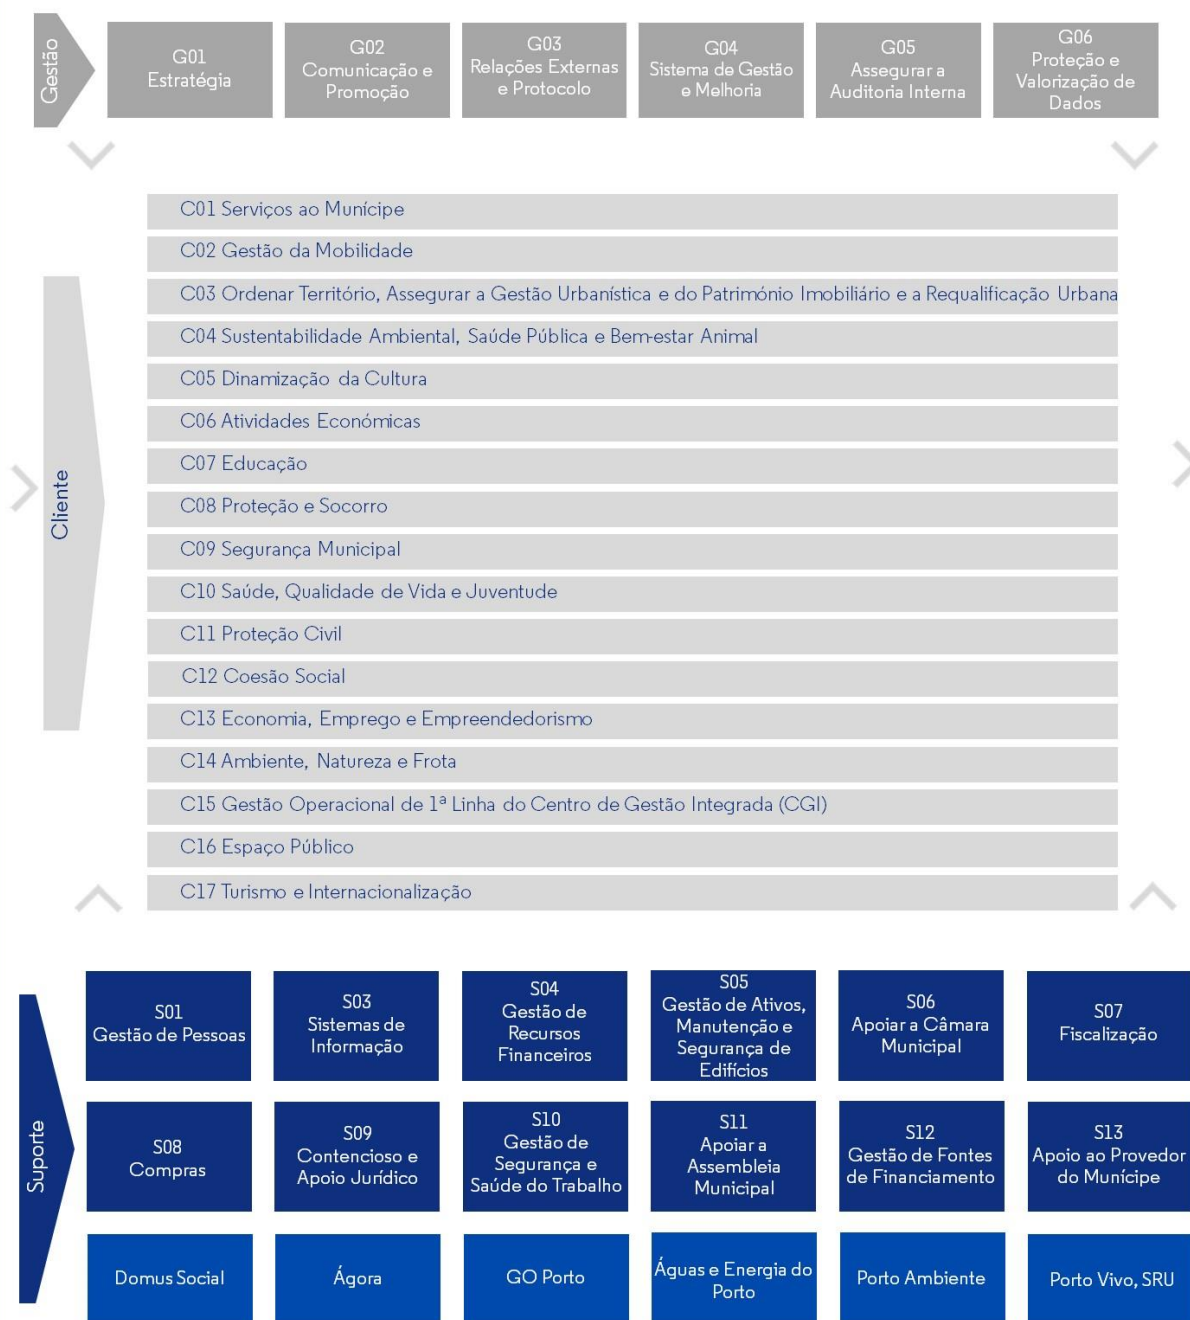 Gestão
G01
Estratégia
G02
Comunicação e
Promoção
G03
Relações Externas
e Protocolo
G04
Sistema de Gestão
e Melhoria
G05
Assegurar a
Auditoria Interna
G06
Proteção e
Valorização de
Dados
Cliente
C01 Serviços ao Munícipe
C02 Gestão da Mobilidade
C03 Ordenar Território, Assegurar a Gestão Urbanística e do Património Imobiliário e a Requalificação Urbana
C04 Sustentabilidade Ambiental, Saúde Pública e Bem-estar Animal
C05 Dinamização da Cultura
C06 Atividades Económicas
C07 Educação
C08 Proteção e Socorro
C09 Segurança Municipal
C10 Saúde, Qualidade de Vida e Juventude
C11 Proteção Civil
C12 Coesão Social
C13 Economia, Emprego e Empreendedorismo
C14 Ambiente, Natureza e Frota
C15 Gestão Operacional de 1ª Linha do Centro de Gestão Integrada (CGI)
C16 Espaço Público
C17 Turismo e Internacionalização
Suporte
S01
Gestão de Pessoas
S03
Sistemas de
Informação
S04
Gestão de
Recursos
Financeiros
S05
Gestão de Ativos,
Manutenção e
Segurança de
Edifícios
S06
Apoiar a Câmara
Municipal
S07
Fiscalização
S08
Compras
S09
Contencioso e
Apoio Jurídico
S10
Gestão de
Segurança e
Saúde do Trabalho
S11
Apoiar a
Assembleia
Municipal
S12
Gestão de Fontes
de Financiamento
S13
Apoio ao Provedor
do Munícipe
Domus Social
Ágora
GO Porto
Águas e Energia do
Porto
Porto Ambiente
Porto Vivo, SRU